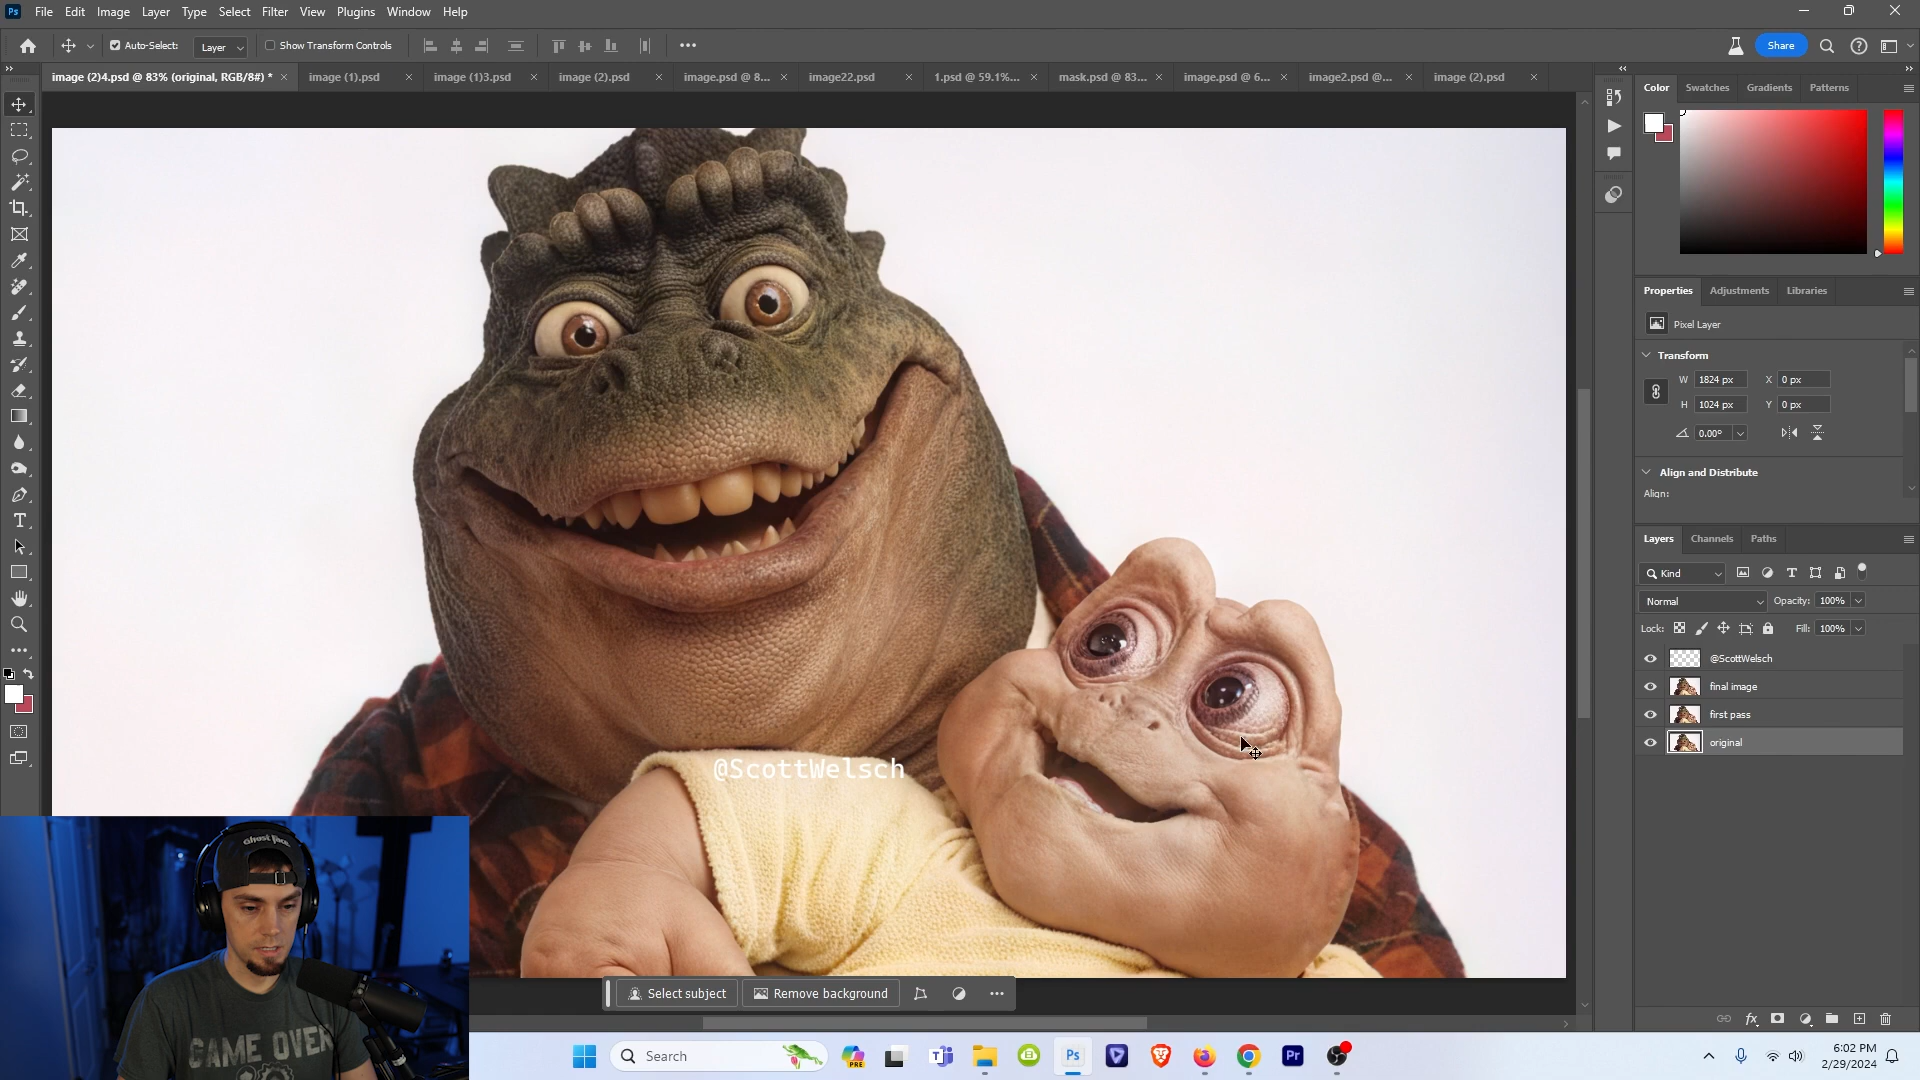 Ps File Edit Image Layer Type Select Filter View Plugins Window Help
Auto-Select: Layer Show Transform Controls Share
image (2)4.psd @ 83% (original, RGB/8#) * image (1).psd image (1)3.psd image (2).psd image.psd @ 8... image22.psd 1.psd @ 59.1%... mask.psd @ 83... image.psd @ 6... image2.psd @... image (2).psd
Color Swatches Gradients Patterns
Properties Adjustments Libraries
Pixel Layer
Transform
W 1824 px X 0 px
H 1024 px Y 0 px
0.00°
Align and Distribute
Align:
Layers Channels Paths
Kind
Normal Opacity: 100%
Lock: Fill: 100%
@ScottWelsch
final image
first pass
original
@ScottWelsch
Select subject Remove background
GAME OVER
Search
PRE
Ps
Pr
6:02 PM
2/29/2024